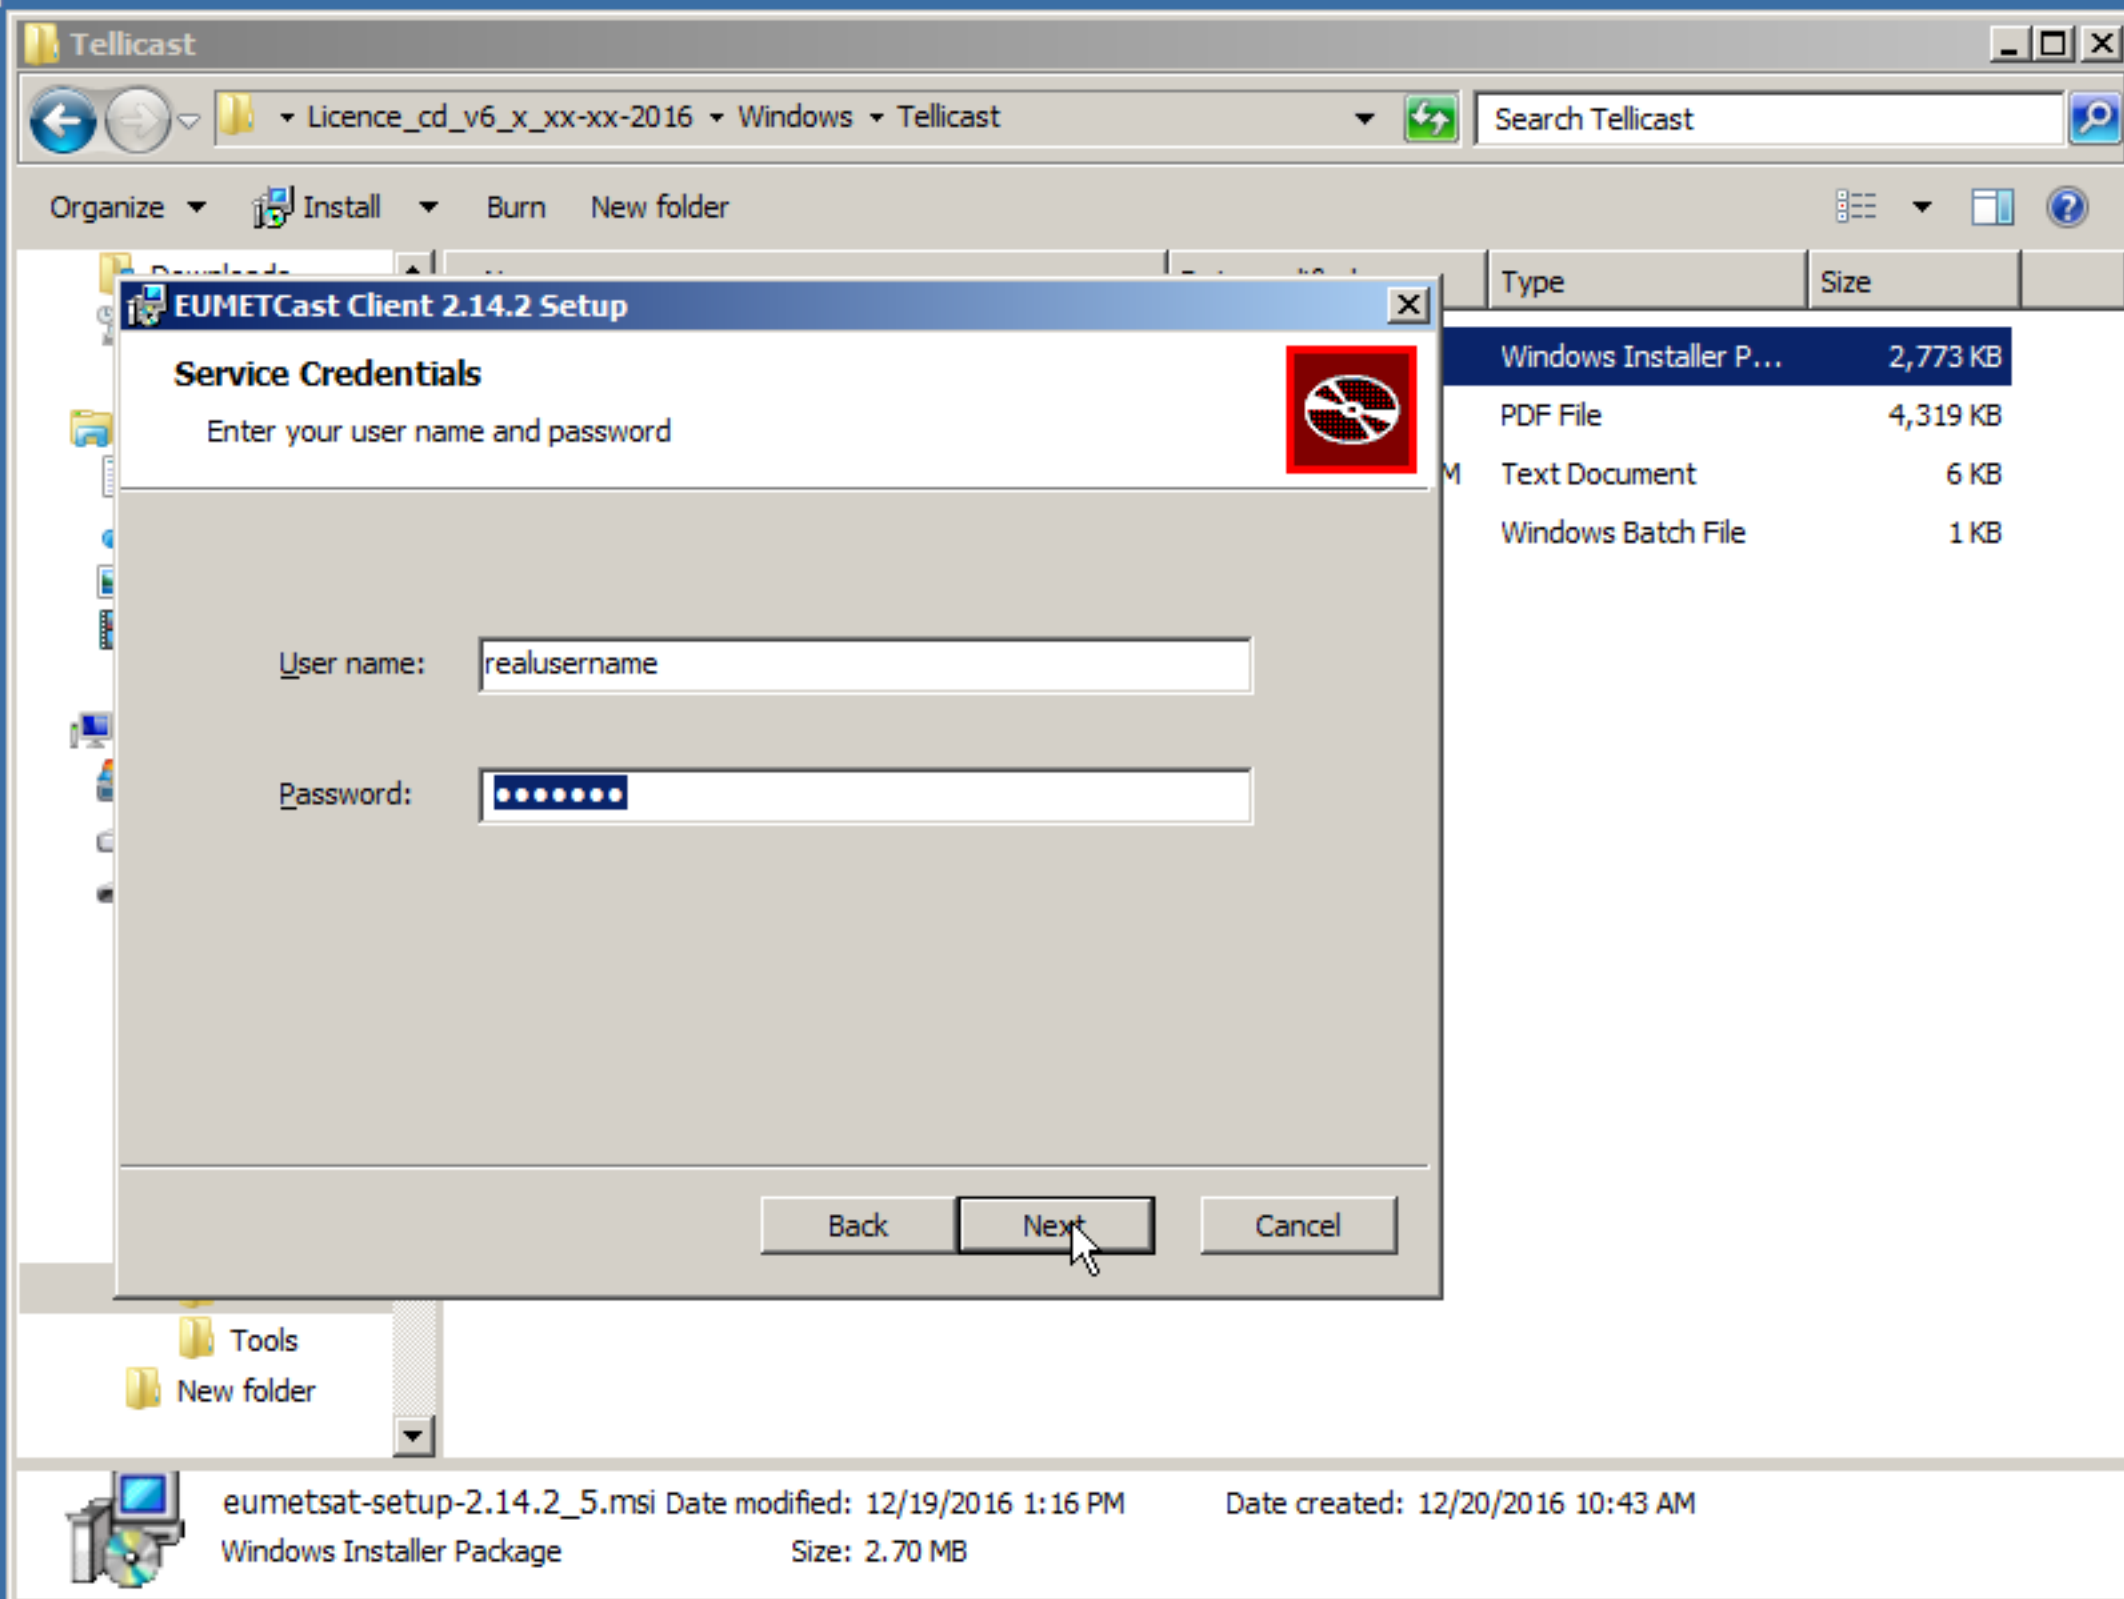 Tellicast
Licence_cd_v6_x_xx-xx-2016 Windows Tellicast
Search Tellicast
Organize Install Burn New folder
Downloads
Type Size
EUMETCast Client 2.14.2 Setup
Service Credentials
Enter your user name and password
Windows Installer P... 2,773 KB
PDF File 4,319 KB
M Text Document 6 KB
Windows Batch File 1 KB
User name: realusername
Password: •••••••
Back Next Cancel
Tools
New folder
eumetsat-setup-2.14.2_5.msi Date modified: 12/19/2016 1:16 PM Date created: 12/20/2016 10:43 AM
Windows Installer Package Size: 2.70 MB